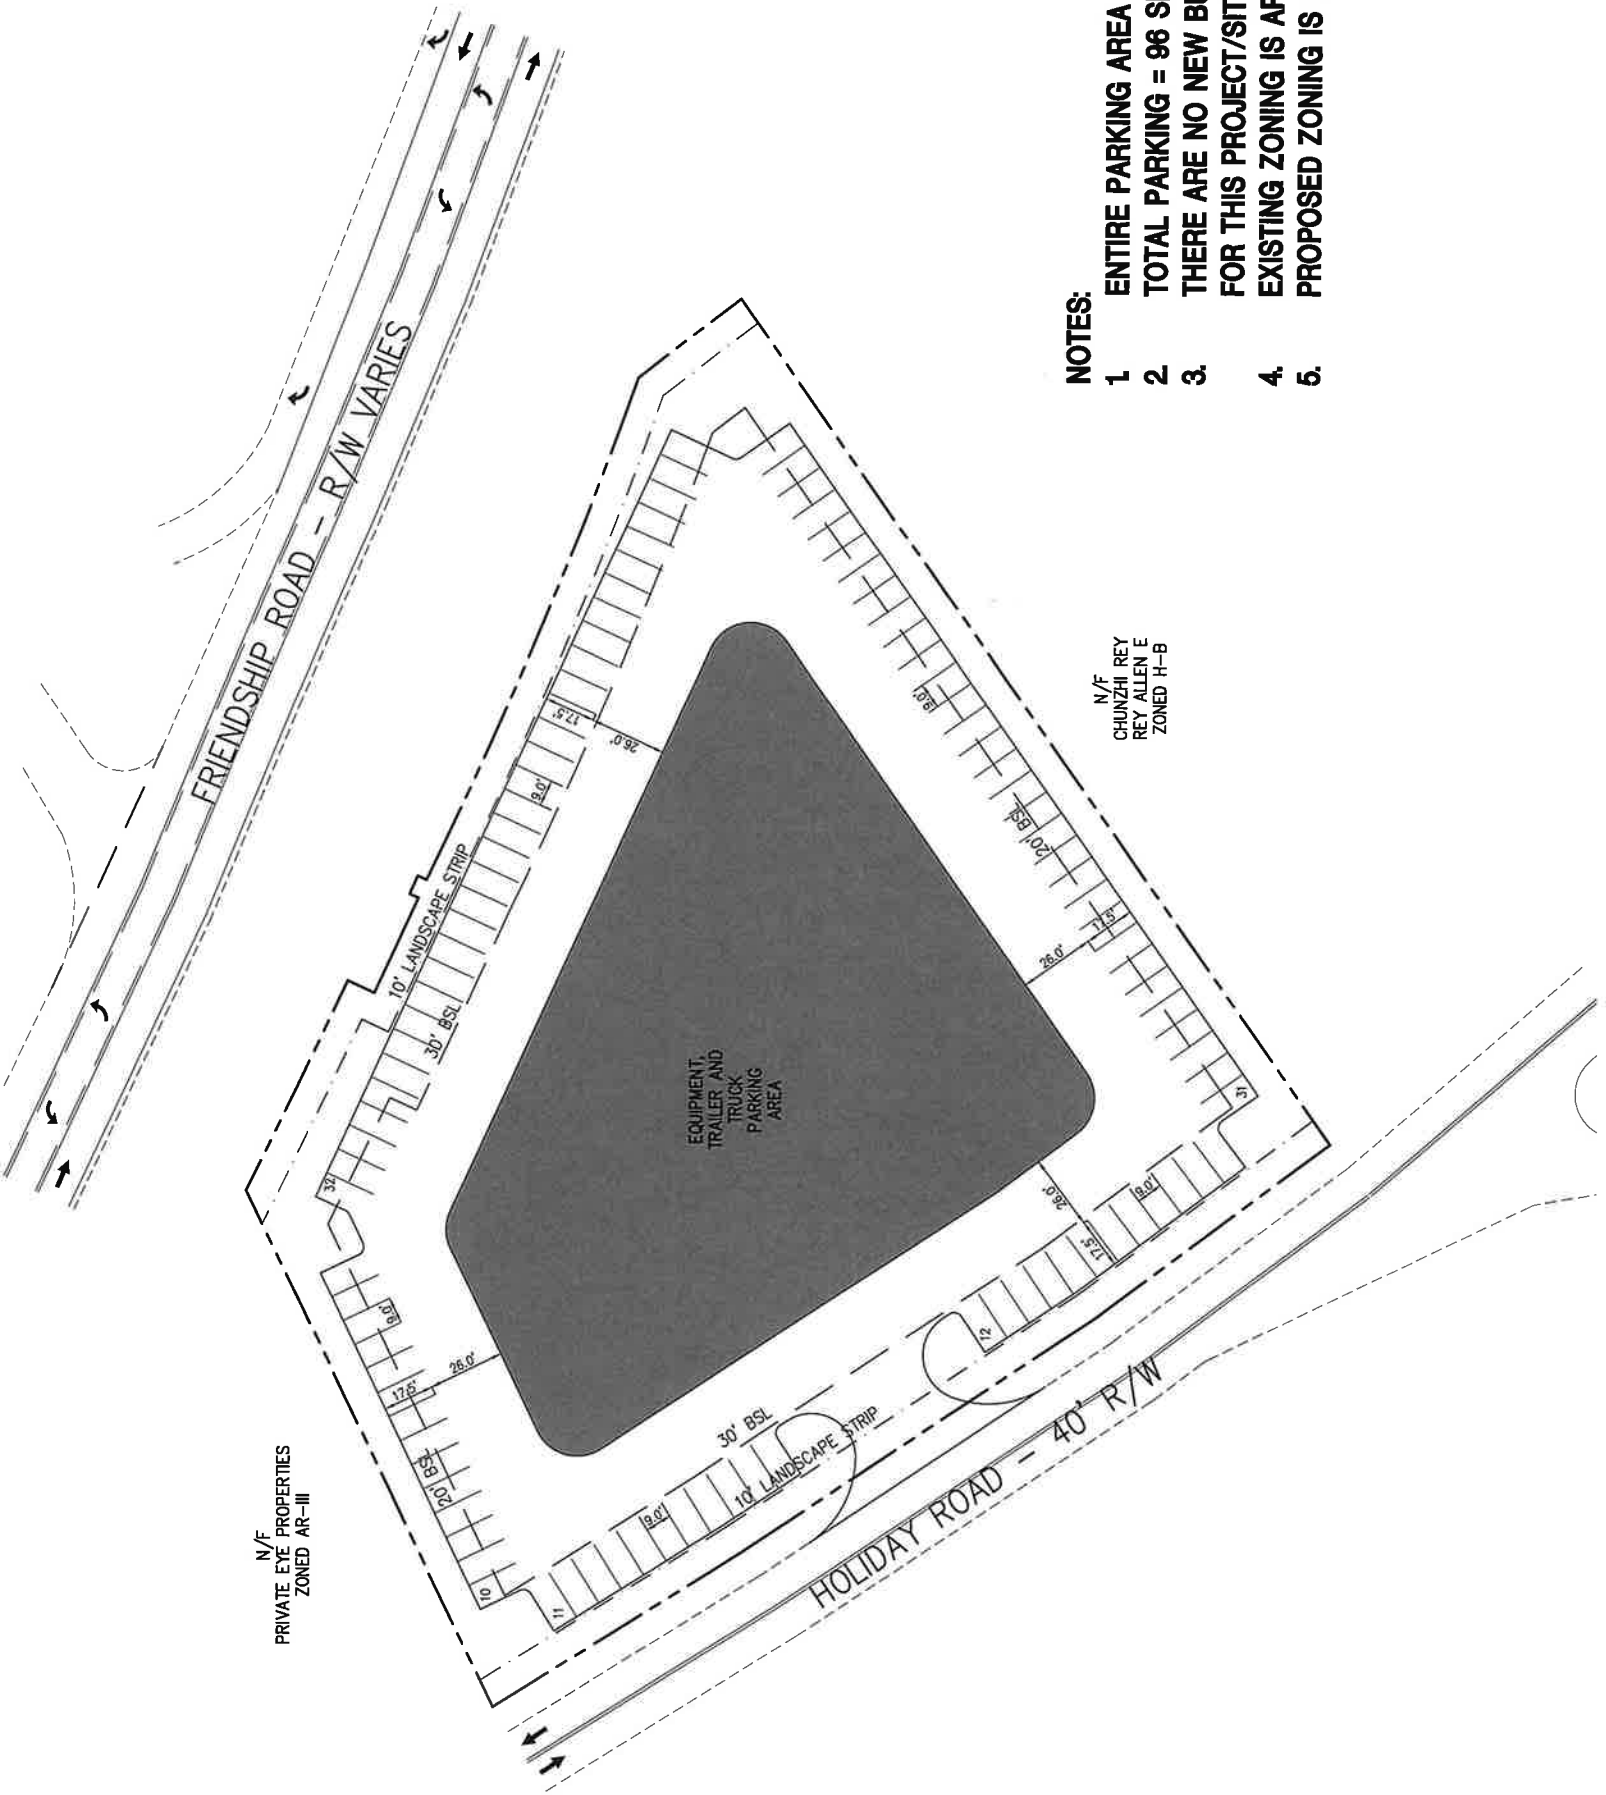 FRIENDSHIP ROAD - R/W VARIES
NOTES:
1. ENTIRE PARKING AREA
2. TOTAL PARKING = 96
3. THERE ARE NO NEW
FOR THIS PROJECT/SIT
4. EXISTING ZONING IS
5. PROPOSED ZONING IS
10' LANDSCAPE STRIP
30' BSL
17.5'
26.0'
9.0'
32
9.0'
17.5'
26.0'
20' BSL
10
11
9.0'
30' BSL
10' LANDSCAPE STRIP
12
17.5'
26.0'
9.0'
31
26.0'
17.5'
20' BSL
9.0'
EQUIPMENT,
TRAILER AND
TRUCK
PARKING
AREA
N/F
PRIVATE EYE PROPERTIES
ZONED AR-III
N/F
CHUNZHI REY
REY ALLEN E
ZONED H-B
HOLIDAY ROAD - 40' R/W